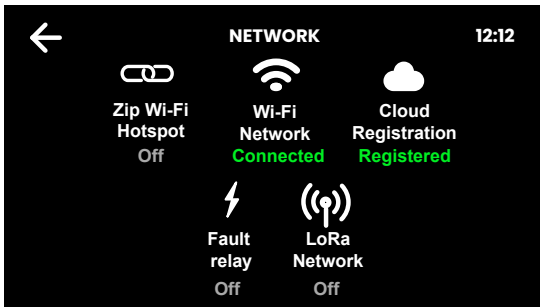 NETWORK 12:12
Zip Wi-Fi Hotspot Off
Wi-Fi Network Connected
Cloud Registration Registered
Fault relay Off
LoRa Network Off